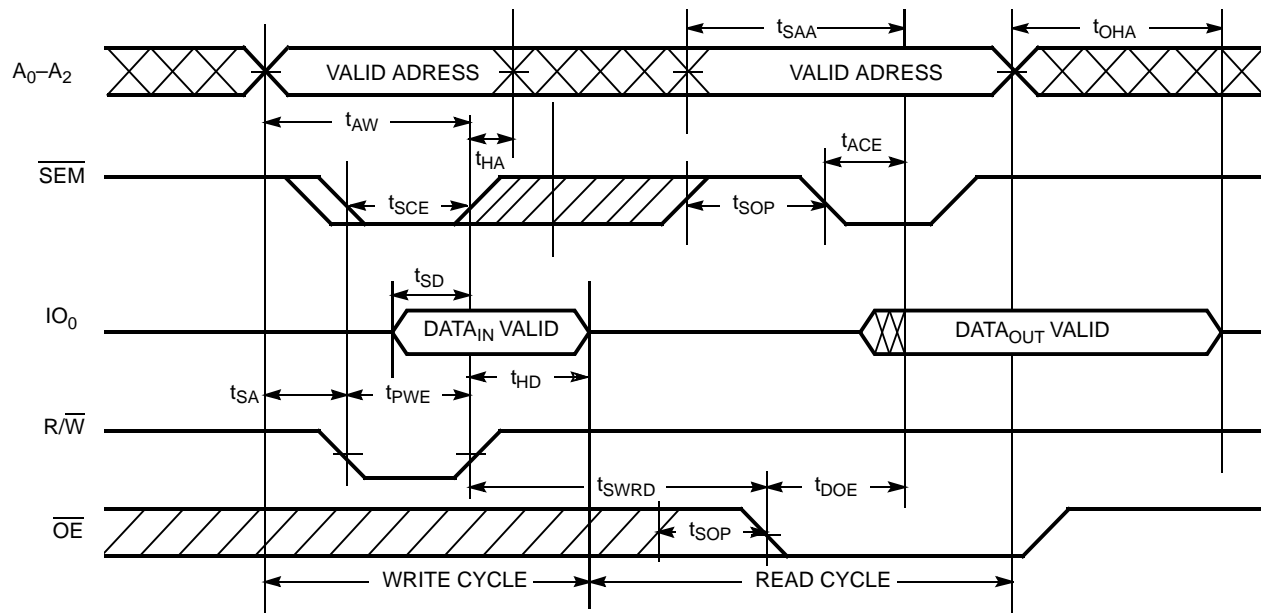 tSAA tOHA
A0–A2 VALID ADRESS VALID ADRESS
tAW tHA tACE
SEM tSCE tSOP
tSD
IO0 DATAIN VALID DATAOUT VALID
tSA tPWE tHD
R/W
tSWRD tDOE
OE tSOP
WRITE CYCLE READ CYCLE